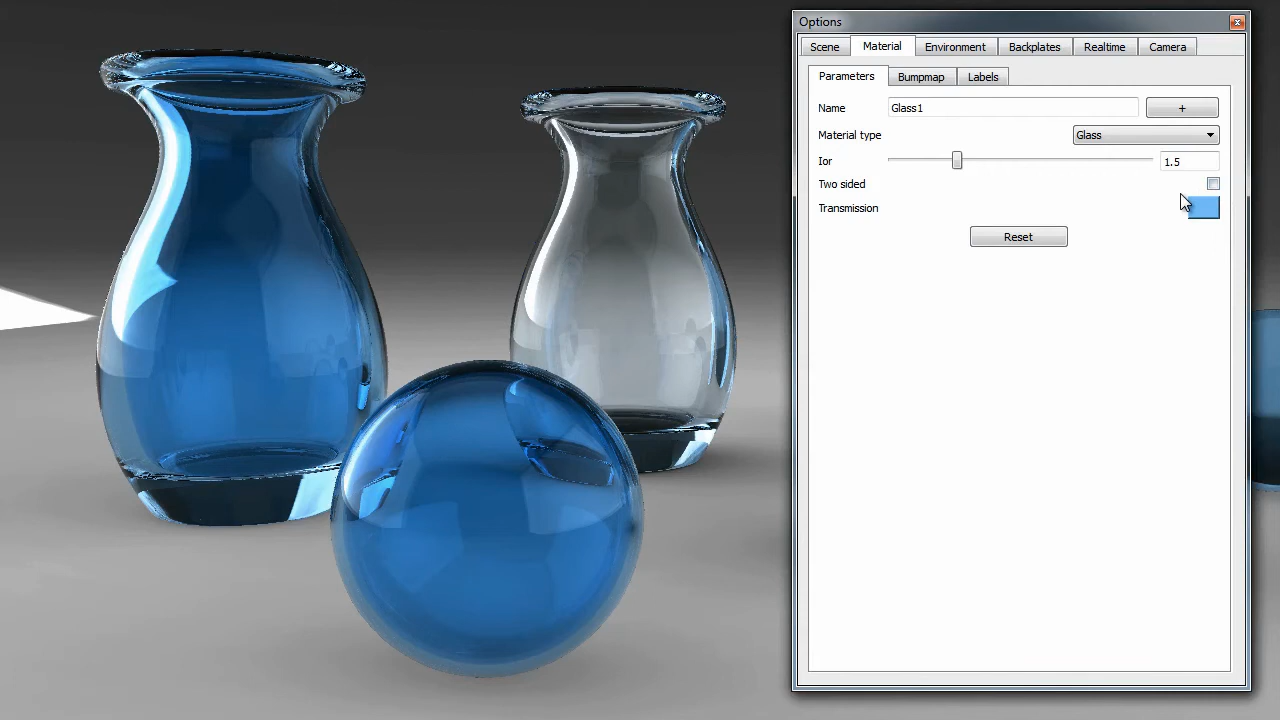 Options
Scene Material Environment Backplates Realtime Camera
Parameters Bumpmap Labels
Name Glass1 +
Material type Glass
Ior 1.5
Two sided
Transmission
Reset